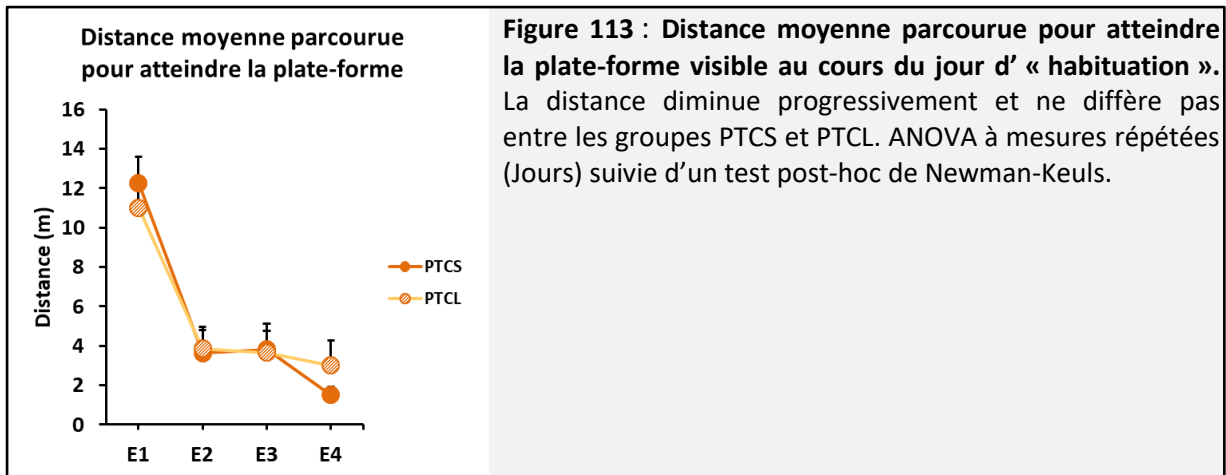 Distance moyenne parcourue
pour atteindre la plate-forme
16
14
12
10
8
6
4
2
0
Distance (m)
E1 E2 E3 E4
PTCS
PTCL
Figure 113 : Distance moyenne parcourue pour atteindre
la plate-forme visible au cours du jour d' « habituation ».
La distance diminue progressivement et ne diffère pas
entre les groupes PTCS et PTCL. ANOVA à mesures répétées
(Jours) suivie d'un test post-hoc de Newman-Keuls.